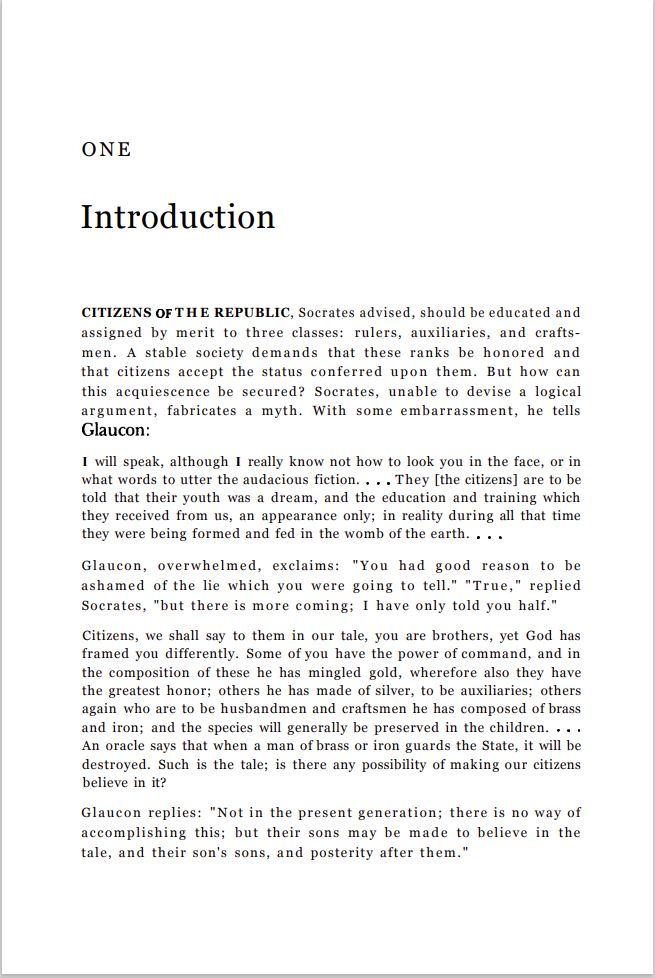 ONE
Introduction
CITIZENS OF THE REPUBLIC, Socrates advised, should be educated and
assigned by merit to three classes: rulers, auxiliaries, and crafts-
men. A stable society demands that these ranks be honored and
that citizens accept the status conferred upon them. But how can
this acquiescence be secured? Socrates, unable to devise a logical
argument, fabricates a myth. With some embarrassment, he tells
Glaucon:
I will speak, although I really know not how to look you in the face, or in
what words to utter the audacious fiction. . . . They [the citizens] are to be
told that their youth was a dream, and the education and training which
they received from us, an appearance only; in reality during all that time
they were being formed and fed in the womb of the earth. . . .
Glaucon, overwhelmed, exclaims: "You had good reason to be
ashamed of the lie which you were going to tell." "True," replied
Socrates, "but there is more coming; I have only told you half."
Citizens, we shall say to them in our tale, you are brothers, yet God has
framed you differently. Some of you have the power of command, and in
the composition of these he has mingled gold, wherefore also they have
the greatest honor; others he has made of silver, to be auxiliaries; others
again who are to be husbandmen and craftsmen he has composed of brass
and iron; and the species will generally be preserved in the children. . . .
An oracle says that when a man of brass or iron guards the State, it will be
destroyed. Such is the tale; is there any possibility of making our citizens
believe in it?
Glaucon replies: "Not in the present generation; there is no way of
accomplishing this; but their sons may be made to believe in the
tale, and their son's sons, and posterity after them."